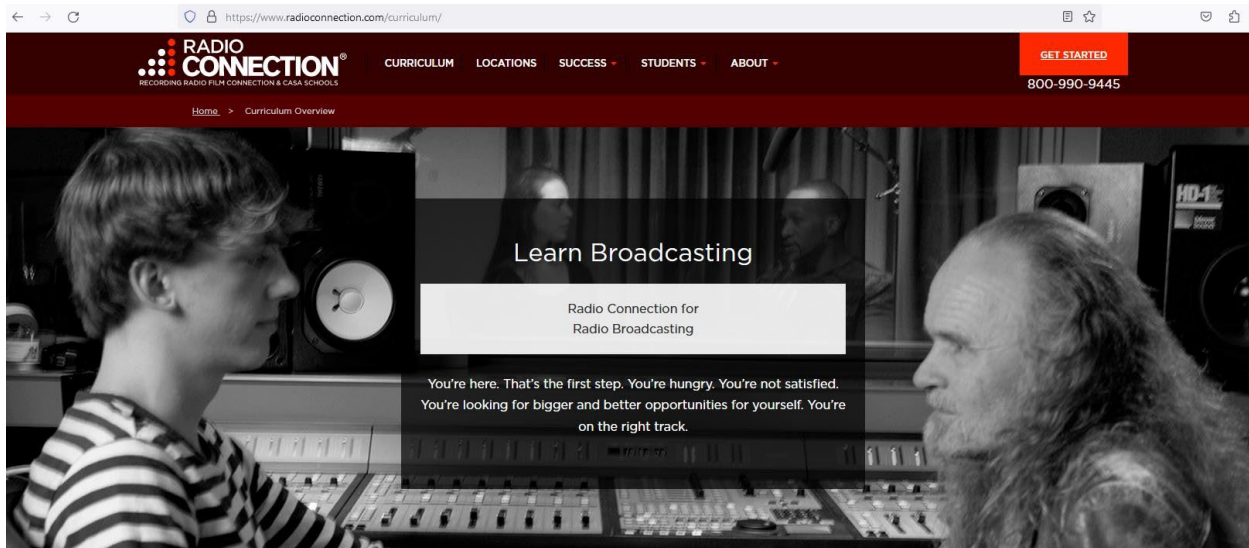 https://www.radioconnection.com/curriculum/
RADIO
CONNECTION®
RECORDING RADIO FILM CONNECTION & CASA SCHOOLS
CURRICULUM LOCATIONS SUCCESS STUDENTS ABOUT
GET STARTED
800-990-9445
Home > Curriculum Overview
HD-1
Learn Broadcasting
Radio Connection for
Radio Broadcasting
You're here. That's the first step. You're hungry. You're not satisfied.
You're looking for bigger and better opportunities for yourself. You're
on the right track.